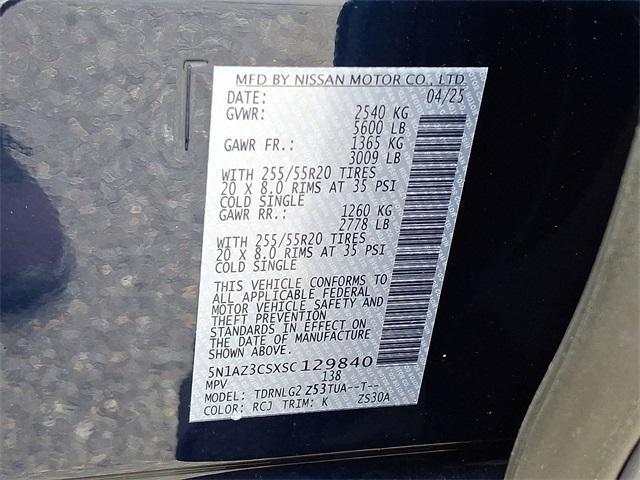 MFD BY NISSAN MOTOR CO., LTD
DATE: 04/25
GVWR: 2540 KG
5600 LB
GAWR FR.: 1365 KG
3009 LB
WITH 255/55R20 TIRES
20 X 8.0 RIMS AT 35 PSI
COLD SINGLE
GAWR RR.: 1260 KG
2778 LB
WITH 255/55R20 TIRES
20 X 8.0 RIMS AT 35 PSI
COLD SINGLE
THIS VEHICLE CONFORMS TO
ALL APPLICABLE FEDERAL
MOTOR VEHICLE SAFETY AND
THEFT PREVENTION
STANDARDS IN EFFECT ON
THE DATE OF MANUFACTURE
SHOWN ABOVE.
5N1AZ3CSXSC 129840
MPV 138
MODEL: TDRNLG2 Z53TUA--T--
COLOR: RCJ TRIM: K ZS30A